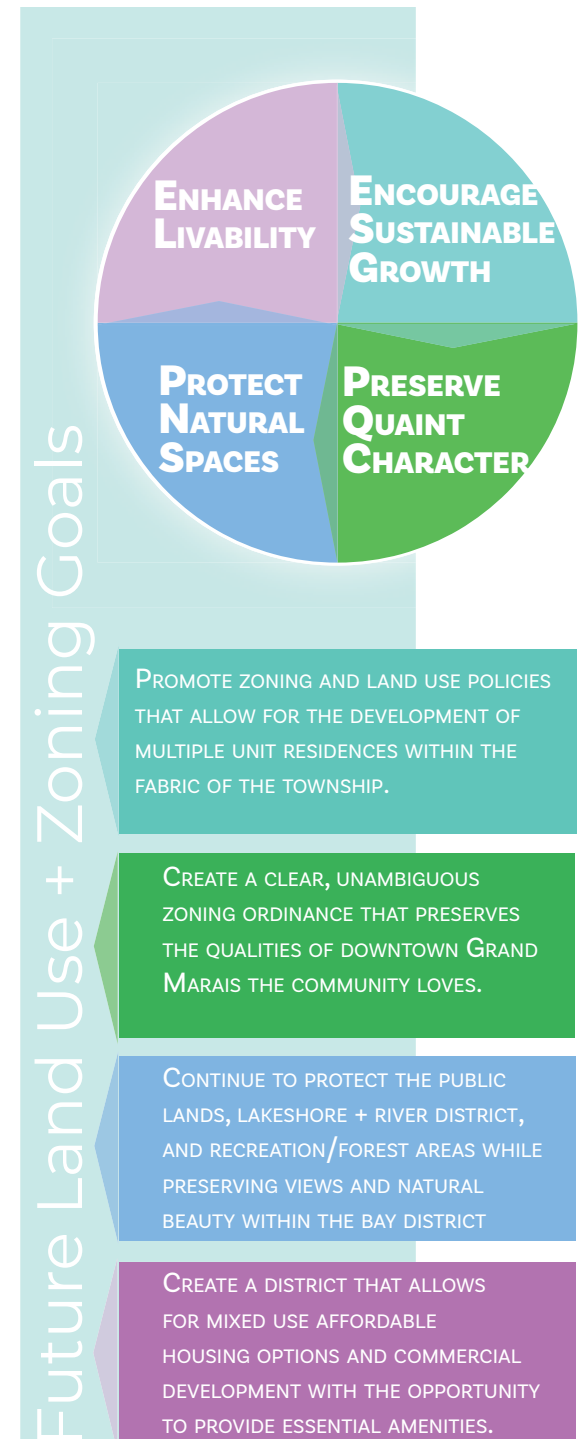 Enhance
Livability
Encourage
Sustainable
Growth
Protect
Natural
Spaces
Preserve
Quaint
Character
Future Land Use + Zoning Goals
Promote zoning and land use policies
that allow for the development of
multiple unit residences within the
fabric of the township.
Create a clear, unambiguous
zoning ordinance that preserves
the qualities of downtown Grand
Marais the community loves.
Continue to protect the public
lands, lakeshore + river district,
and recreation/forest areas while
preserving views and natural
beauty within the bay district
Create a district that allows
for mixed use affordable
housing options and commercial
development with the opportunity
to provide essential amenities.